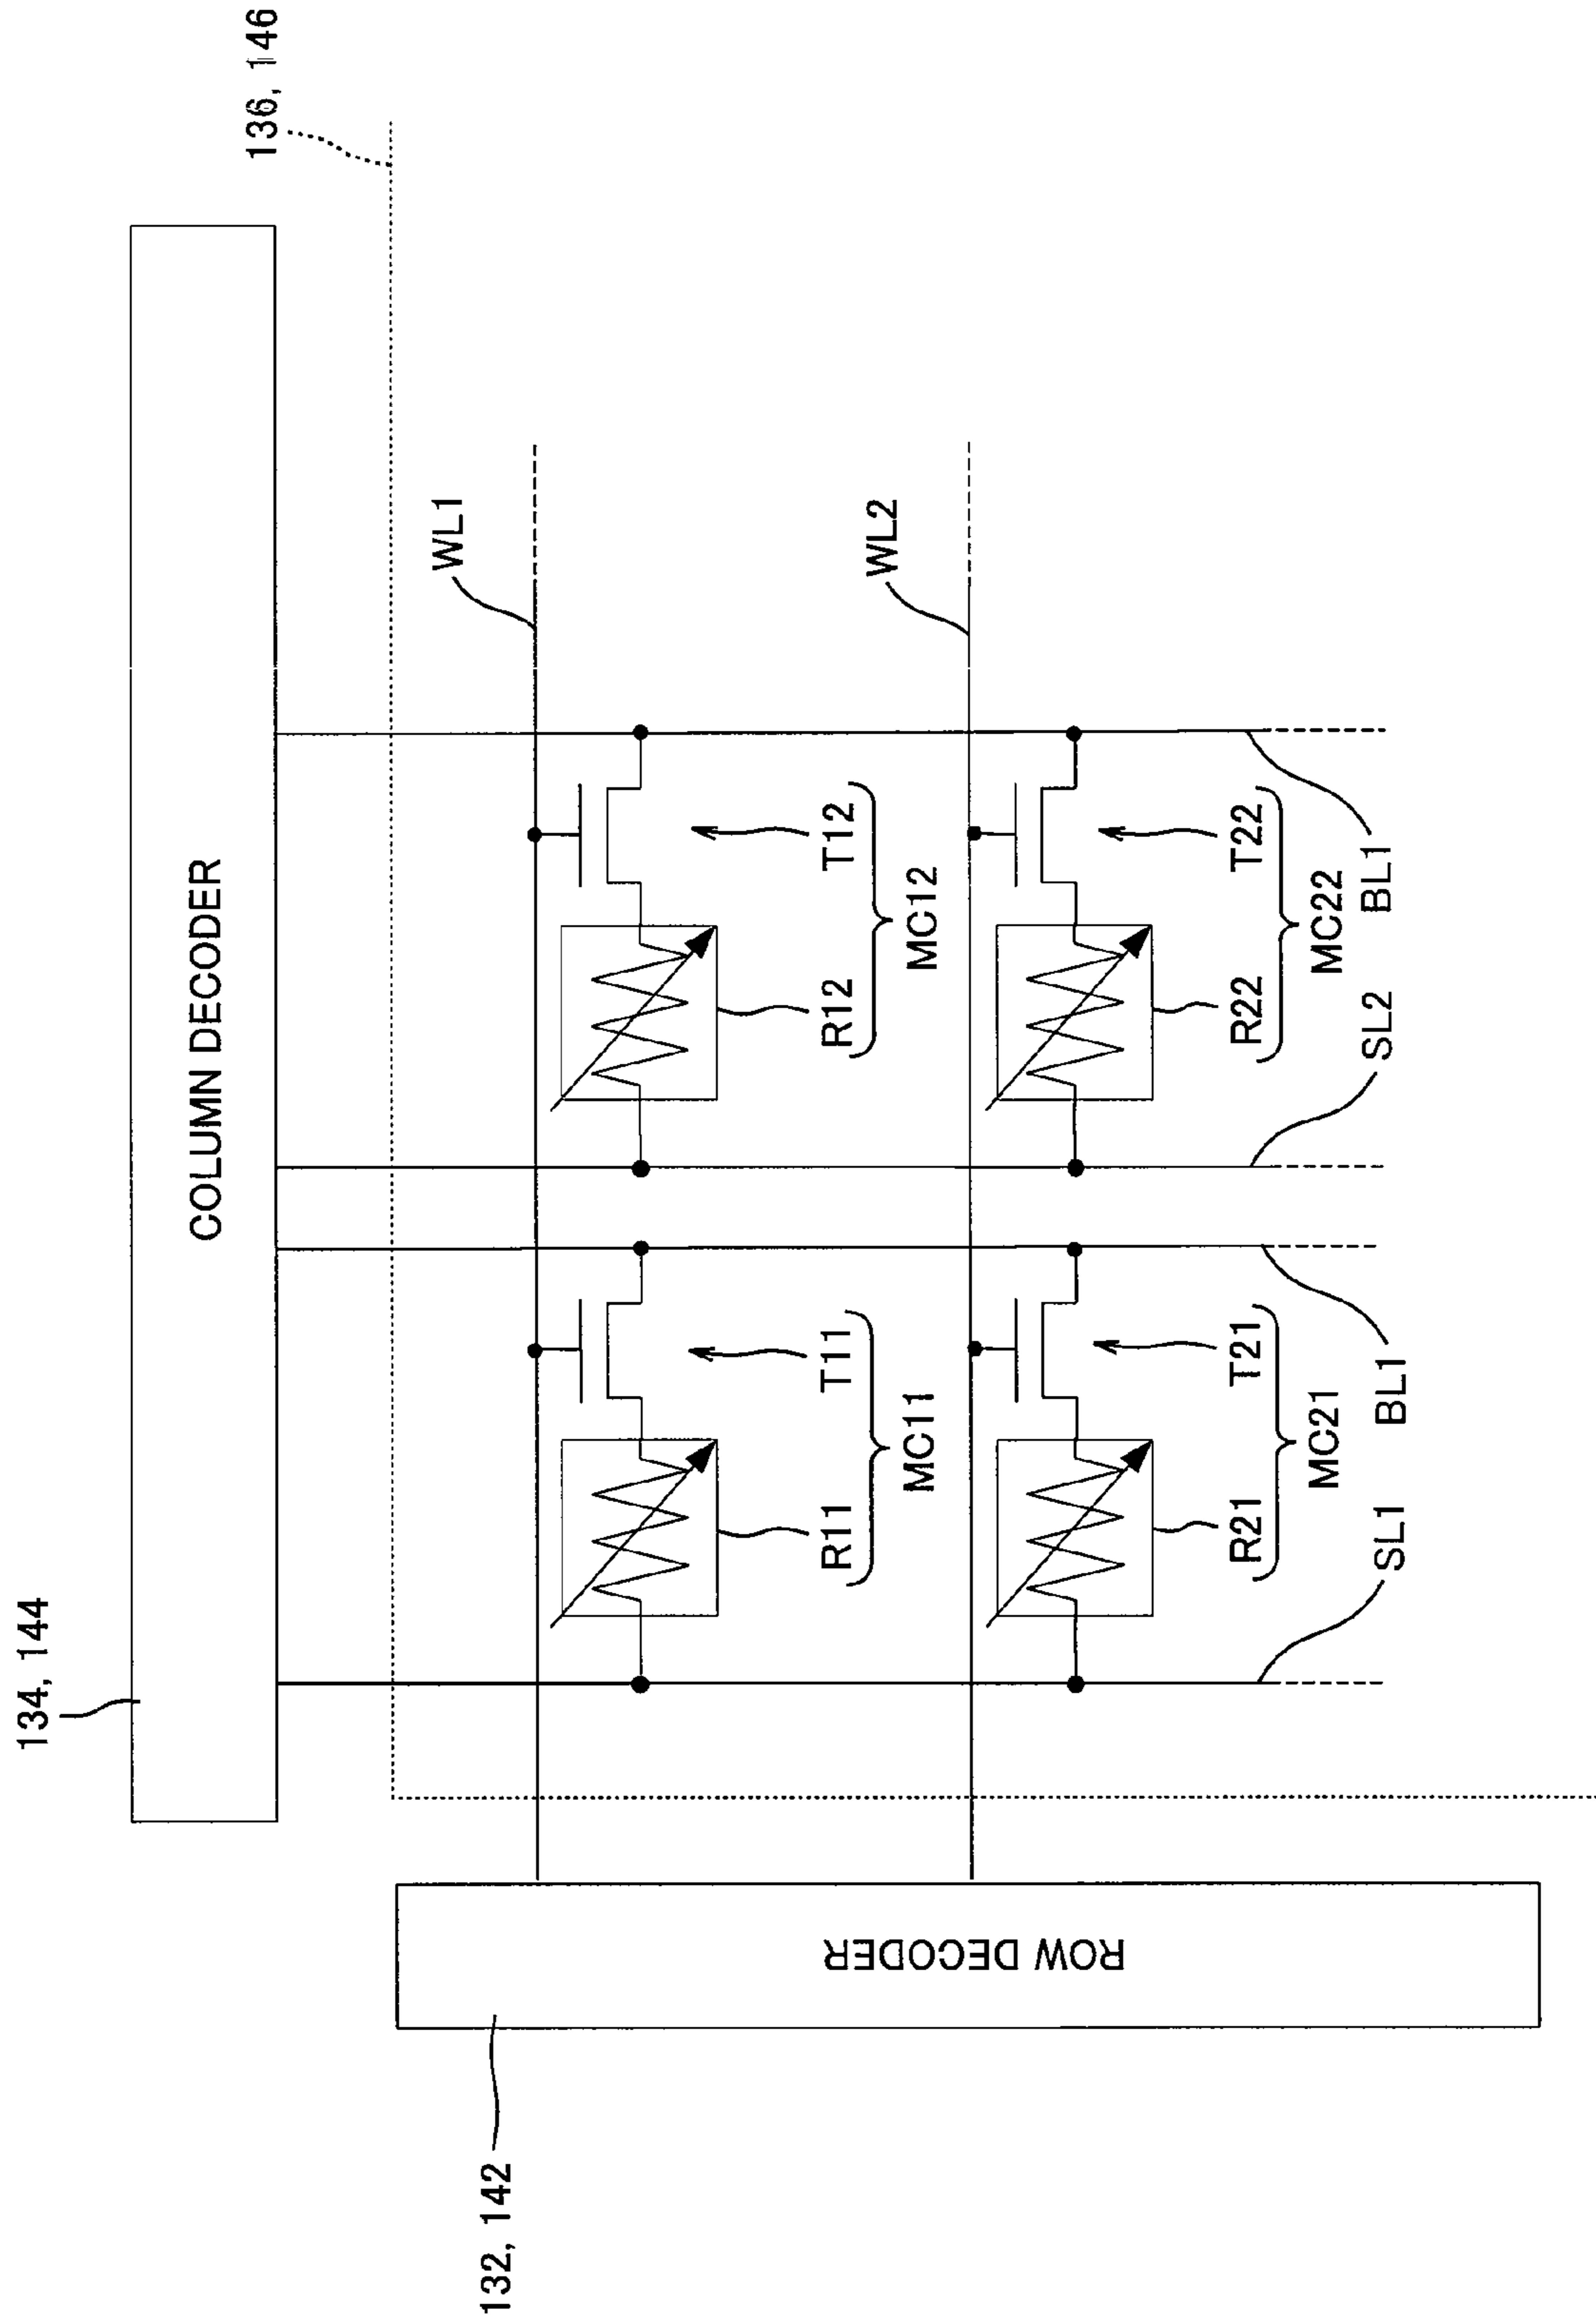 134, 144
COLUMN DECODER
136, 146
132, 142
ROW DECODER
WL1
R11
T11
MC11
R12
T12
MC12
WL2
R21
T21
MC21
R22
T22
MC22
SL1
BL1
SL2
BL1